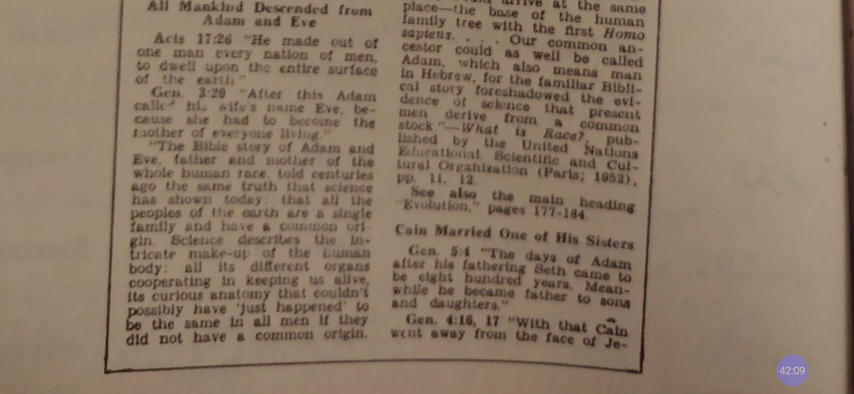 All Mankind Descended from
Adam and Eve
Acts 17:26 "He made out of
one man every nation of men,
to dwell upon the entire surface
of the earth"
Gen. 3:20 "After this Adam
called his wife's name Eve, be-
cause she had to become the
mother of everyone living."
"The Bible story of Adam and
Eve, father and mother of the
whole human race, told centuries
ago the same truth that science
has shown today: that all the
peoples of the earth are a single
family and have a common ori-
gin. Science describes the in-
tricate make-up of the human
body: all its different organs
cooperating in keeping us alive,
its curious anatomy that couldn't
possibly have 'just happened' to
be the same in all men if they
did not have a common origin.
arrive at the same
place—the base of the human
family tree with the first Homo
sapiens. . . . Our common an-
cestor could as well be called
Adam, which also means man
in Hebrew, for the familiar Bibli-
cal story foreshadowed the evi-
dence of science that present
men derive from a common
stock."—What is Race?, pub-
lished by the United Nations
Educational, Scientific and Cul-
tural Organization (Paris; 1952),
pp. 11, 12.
See also the main heading
"Evolution," pages 177-184.
Cain Married One of His Sisters
Gen. 5:4 "The days of Adam
after his fathering Seth came to
be eight hundred years. Mean-
while he became father to sons
and daughters."
Gen. 4:16, 17 "With that Cain
went away from the face of Je-
42:09